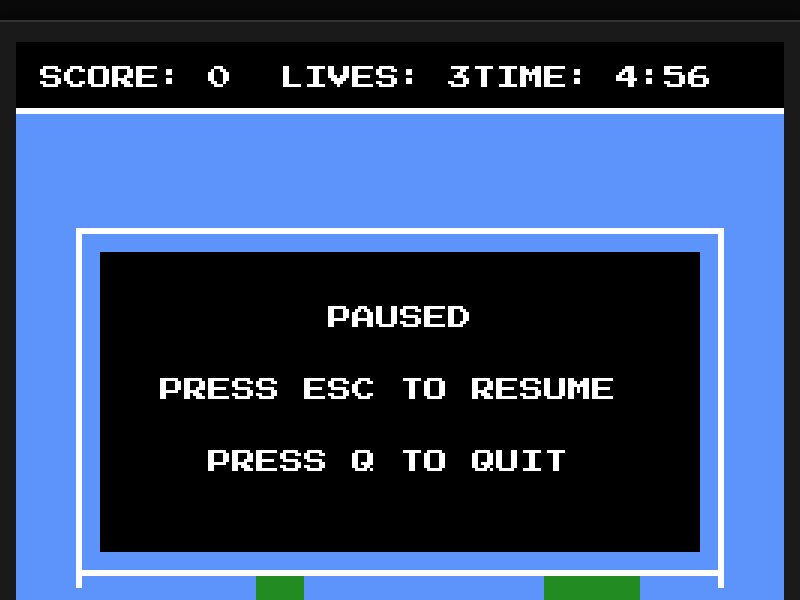 SCORE: 0 LIVES: 3TIME: 4:56
PAUSED
PRESS ESC TO RESUME
PRESS Q TO QUIT